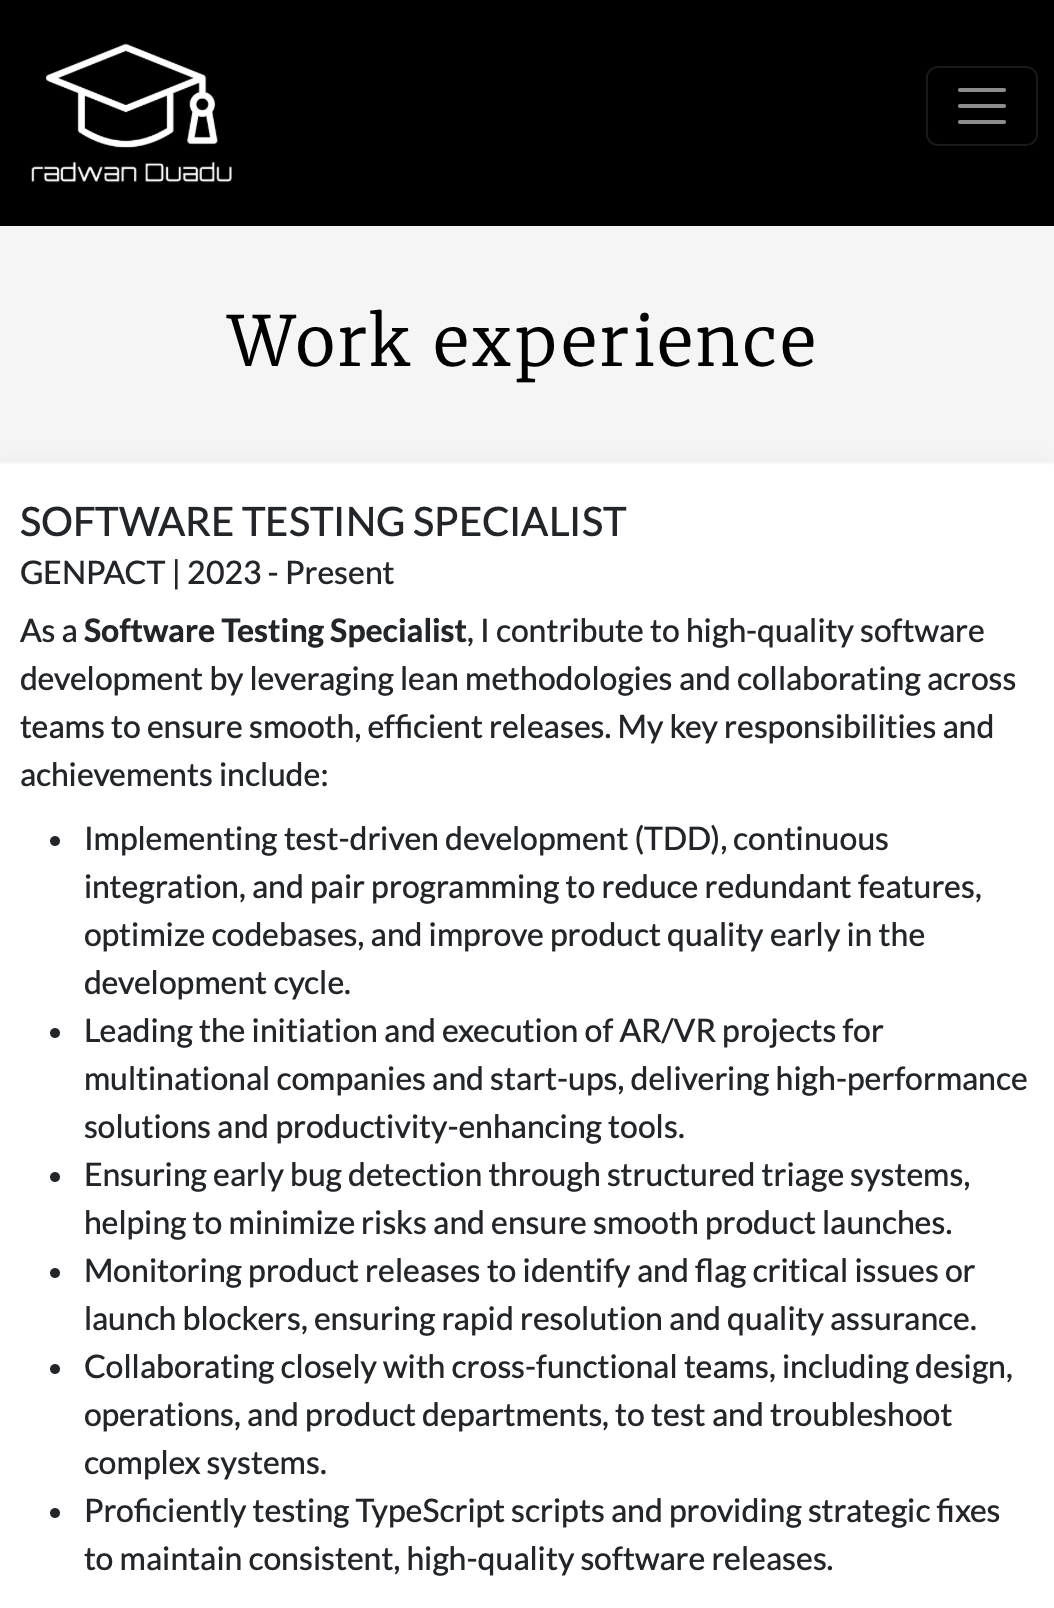 radwan Duadu
Work experience
SOFTWARE TESTING SPECIALIST
GENPACT | 2023 - Present
As a Software Testing Specialist, I contribute to high-quality software
development by leveraging lean methodologies and collaborating across
teams to ensure smooth, efficient releases. My key responsibilities and
achievements include:
• Implementing test-driven development (TDD), continuous
integration, and pair programming to reduce redundant features,
optimize codebases, and improve product quality early in the
development cycle.
• Leading the initiation and execution of AR/VR projects for
multinational companies and start-ups, delivering high-performance
solutions and productivity-enhancing tools.
• Ensuring early bug detection through structured triage systems,
helping to minimize risks and ensure smooth product launches.
• Monitoring product releases to identify and flag critical issues or
launch blockers, ensuring rapid resolution and quality assurance.
• Collaborating closely with cross-functional teams, including design,
operations, and product departments, to test and troubleshoot
complex systems.
• Proficiently testing TypeScript scripts and providing strategic fixes
to maintain consistent, high-quality software releases.